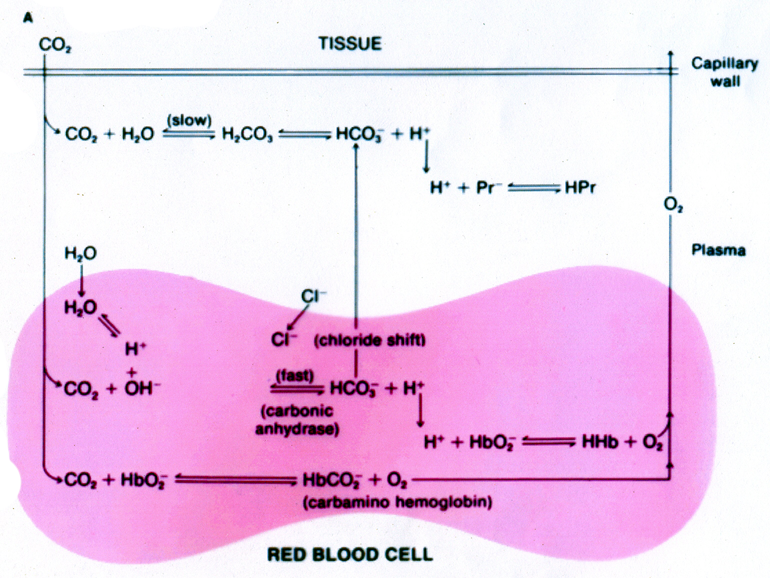 A
CO₂
TISSUE
Capillary
wall
(slow)
CO₂ + H₂O ⇌ H₂CO₃ ⇌ HCO₃⁻ + H⁺
H⁺ + Pr⁻ ⇌ HPr
O₂
Plasma
H₂O
H₂O
Cl⁻
Cl⁻
(chloride shift)
H⁺
+
CO₂ + OH⁻
(fast)
⇌ HCO₃⁻ + H⁺
(carbonic
anhydrase)
H⁺ + HbO₂⁻ ⇌ HHb + O₂
CO₂ + HbO₂⁻ ⇌ HbCO₂⁻ + O₂
(carbamino hemoglobin)
RED BLOOD CELL